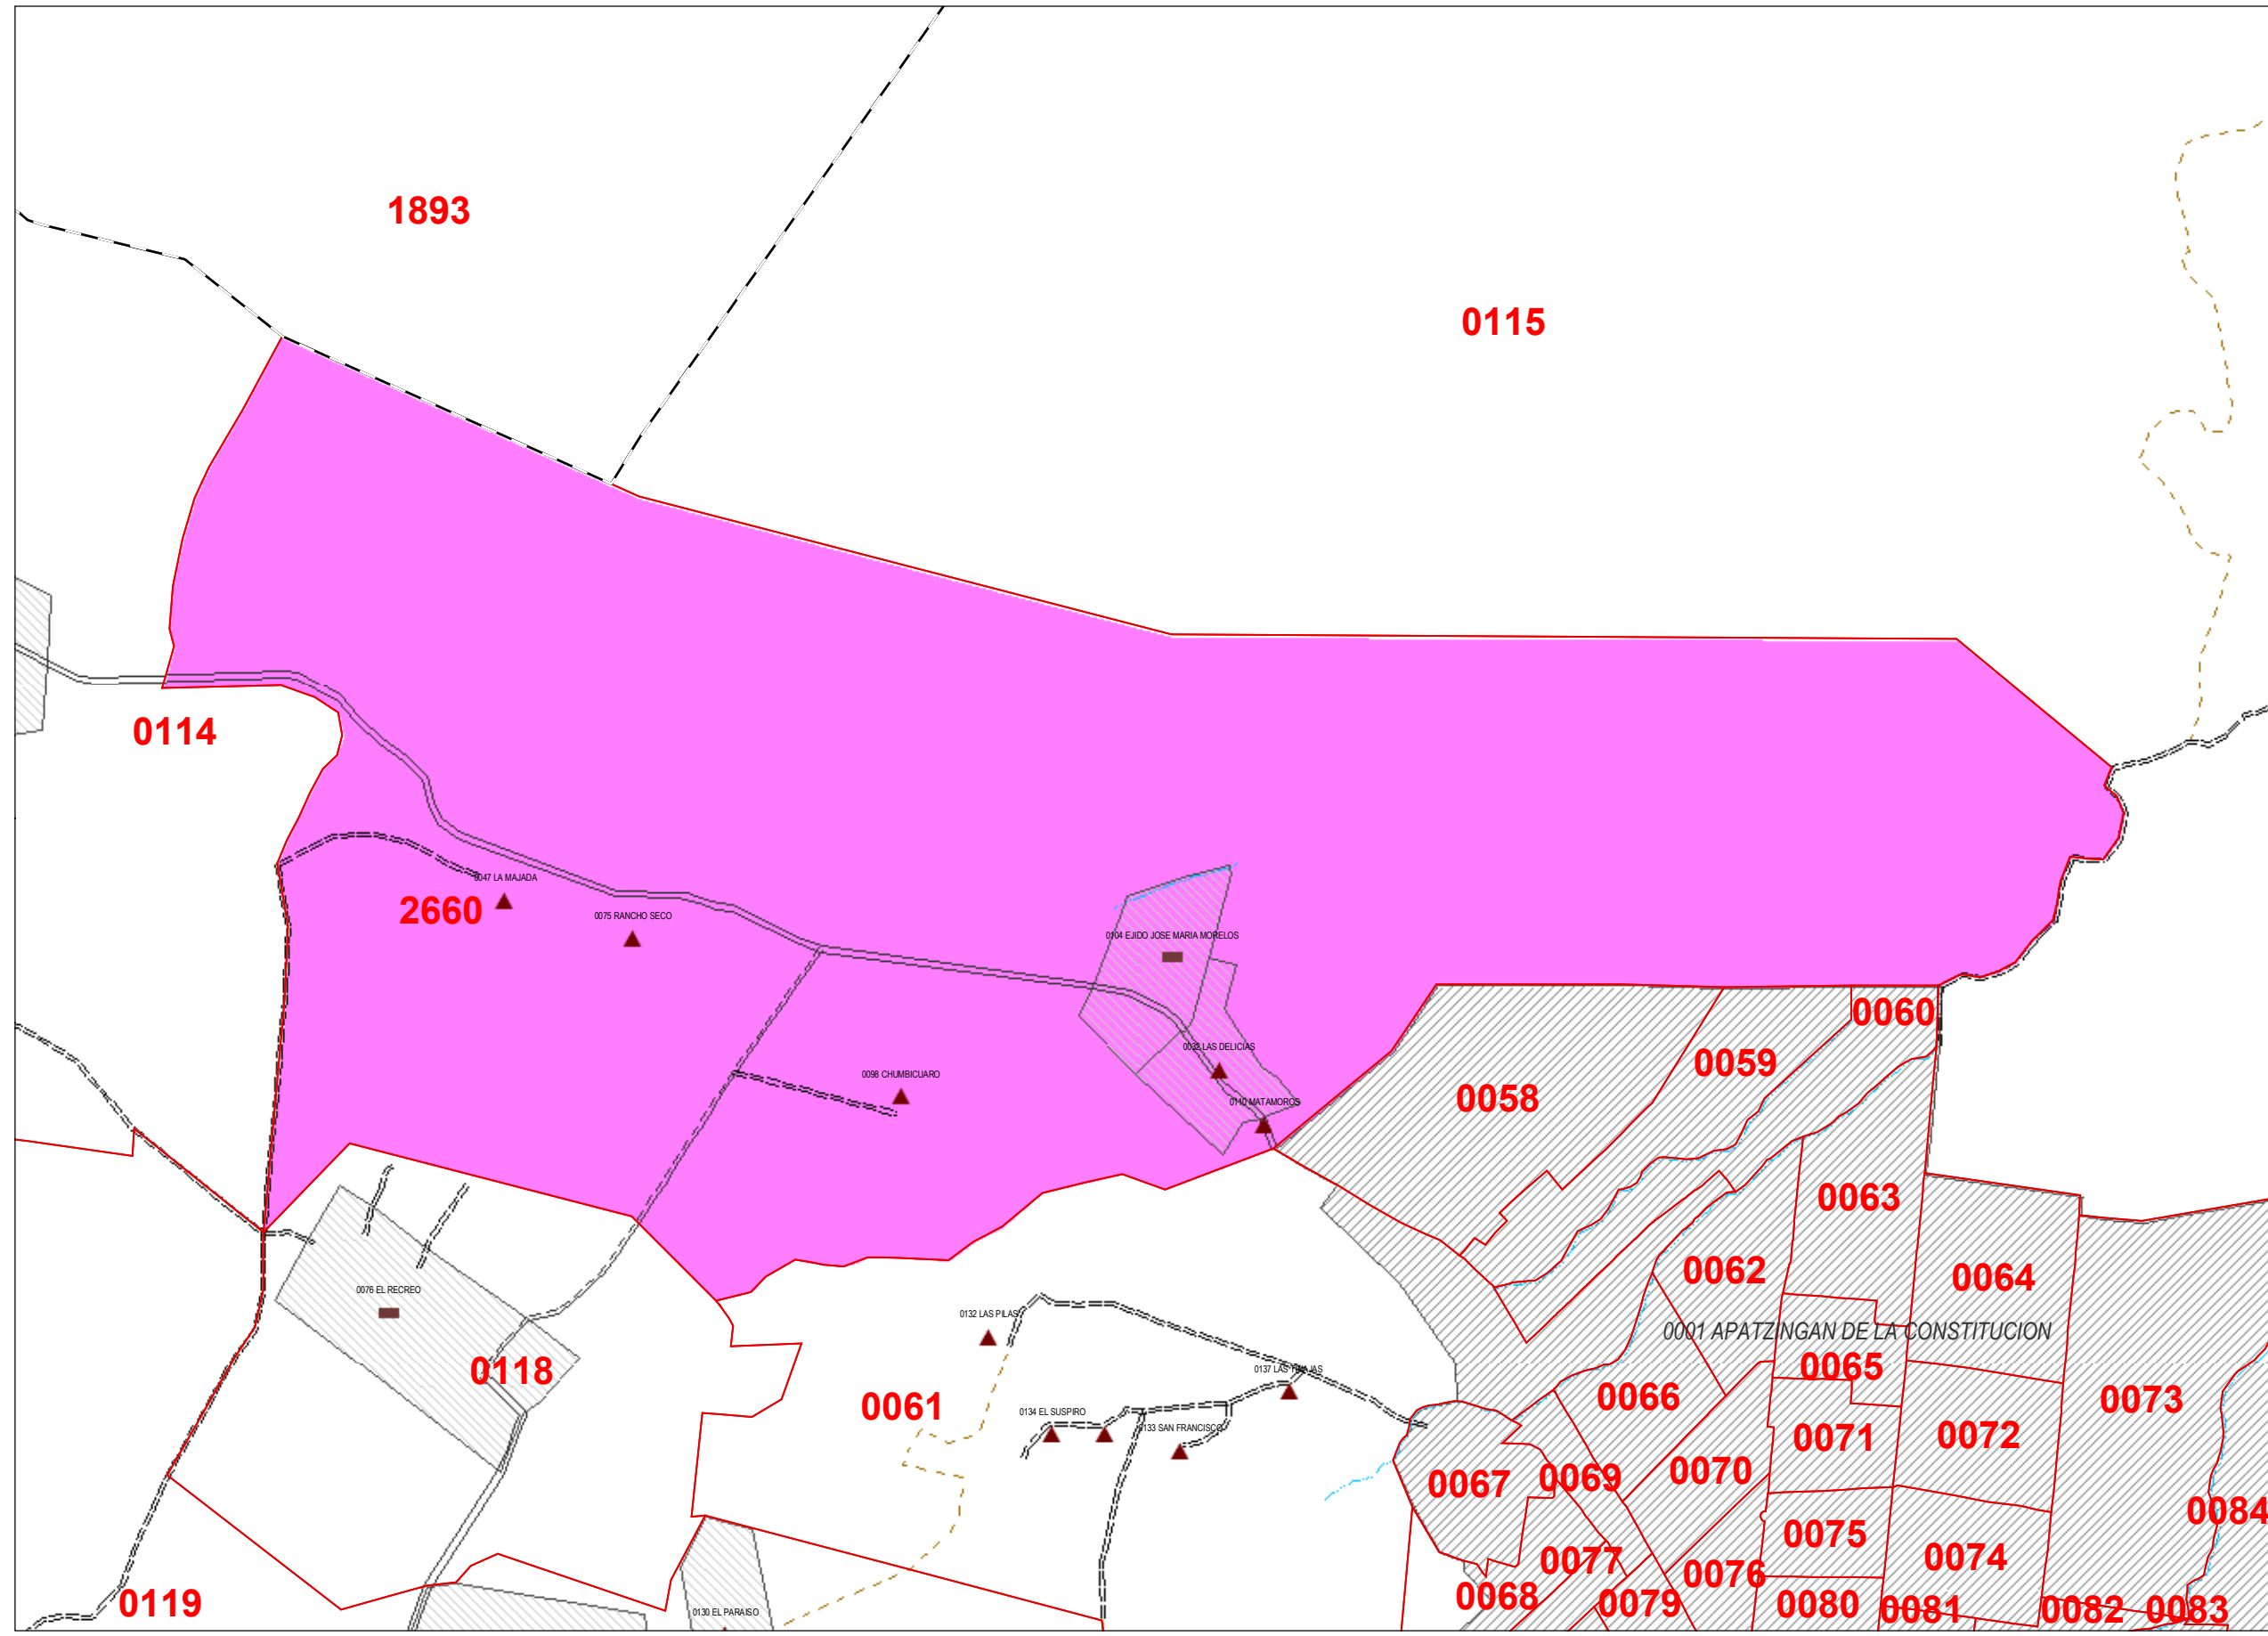 1893
0115
0114
0047 LA MAJADA
2660
0075 RANCHO SECO
0104 EJIDO JOSE MARIA MORELOS
0060
0059
0032 LAS DELICIAS
0098 CHUMBICUARO
0058
0110 MATAMOROS
0063
0062
0064
0076 EL RECREO
0132 LAS PILAS
0001 APATZINGAN DE LA CONSTITUCION
0118
0137 LAS TINAJAS
0065
0066
0073
0061
0134 EL SUSPIRO
0133 SAN FRANCISCO
0071
0072
0067
0069
0070
0084
0075
0077
0074
0076
0068
0079
0080
0081
0082
0083
0119
0130 EL PARAISO